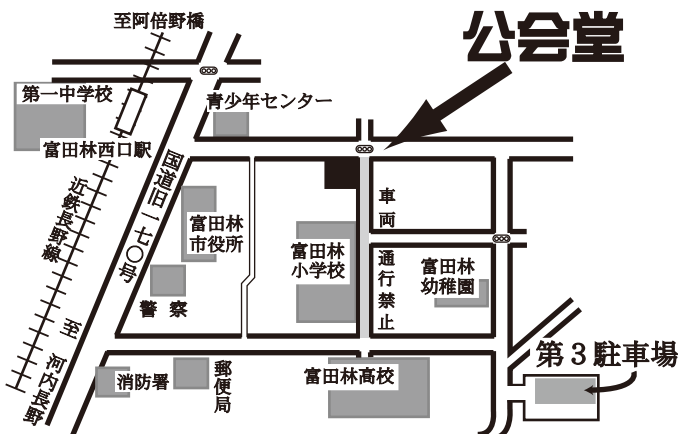 至阿倍野橋
公会堂
第一中学校
青少年センター
富田林西口駅
国道旧一七〇号
近鉄長野線
富田林
市役所
車両
富田林
小学校
通行禁止
富田林
幼稚園
警察
至河内長野
第３駐車場
消防署
郵便局
富田林高校